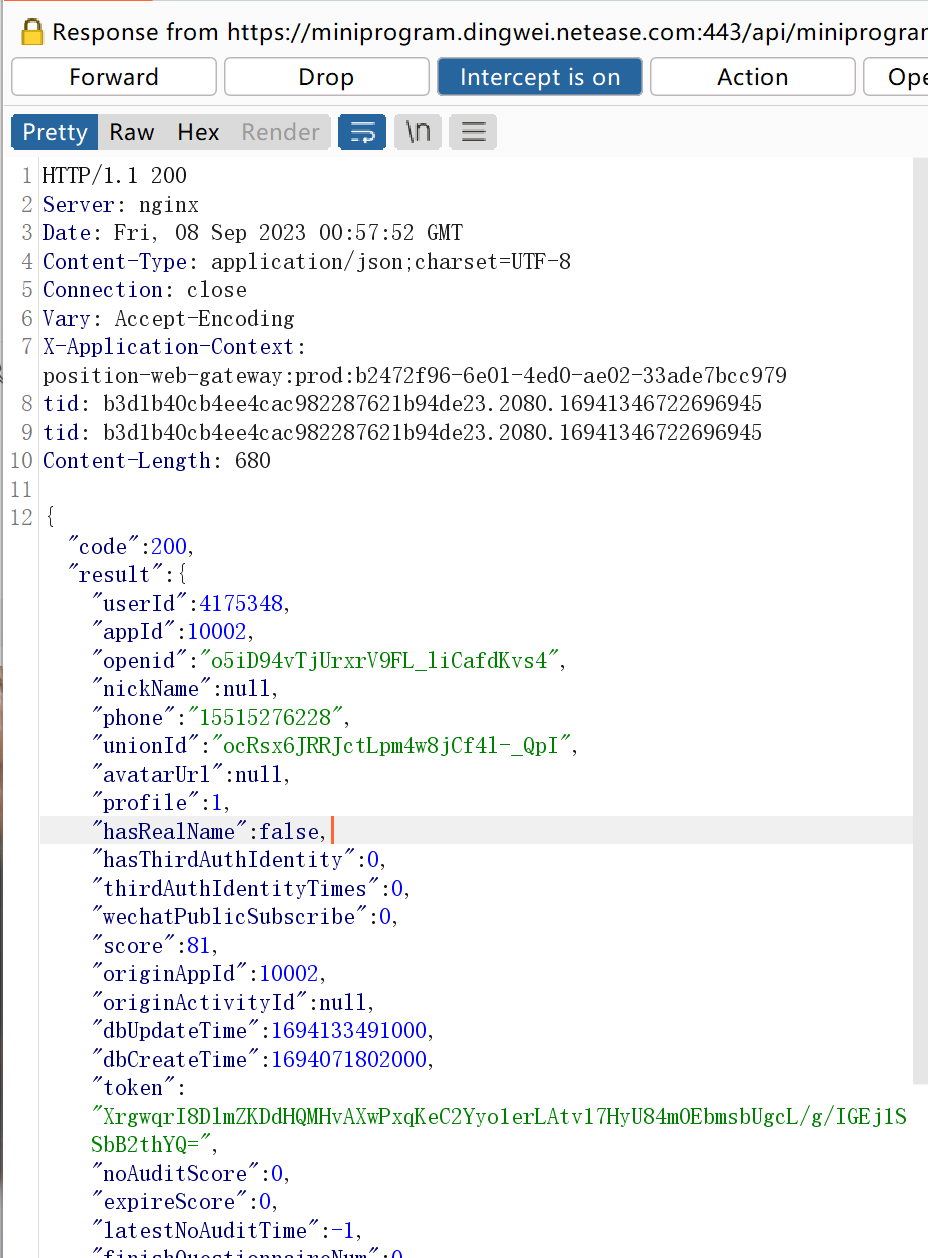 Response from https://miniprogram.dingwei.netease.com:443/api/miniprogram
Forward Drop Intercept is on Action Ope
Pretty Raw Hex Render \n
1 HTTP/1.1 200
2 Server: nginx
3 Date: Fri, 08 Sep 2023 00:57:52 GMT
4 Content-Type: application/json;charset=UTF-8
5 Connection: close
6 Vary: Accept-Encoding
7 X-Application-Context:
position-web-gateway:prod:b2472f96-6e01-4ed0-ae02-33ade7bcc979
8 tid: b3d1b40cb4ee4cac982287621b94de23.2080.16941346722696945
9 tid: b3d1b40cb4ee4cac982287621b94de23.2080.16941346722696945
10 Content-Length: 680
11
12 {
"code":200,
"result":{
"userId":4175348,
"appId":10002,
"openid":"o5iD94vTjUrxrV9FL_liCafdKvs4",
"nickName":null,
"phone":"15515276228",
"unionId":"ocRsx6JRRJctLpm4w8jCf4l-_QpI",
"avatarUrl":null,
"profile":1,
"hasRealName":false,
"hasThirdAuthIdentity":0,
"thirdAuthIdentityTimes":0,
"wechatPublicSubscribe":0,
"score":81,
"originAppId":10002,
"originActivityId":null,
"dbUpdateTime":1694133491000,
"dbCreateTime":1694071802000,
"token":
"XrgwqrI8DlmZKDdHQMHvAXwPxqKeC2Yyo1erLAtv17HyU84mOEbmsbUgcL/g/IGEj1S
SbB2thYQ=",
"noAuditScore":0,
"expireScore":0,
"latestNoAuditTime":-1,
"finishQuestionnaireNum":0